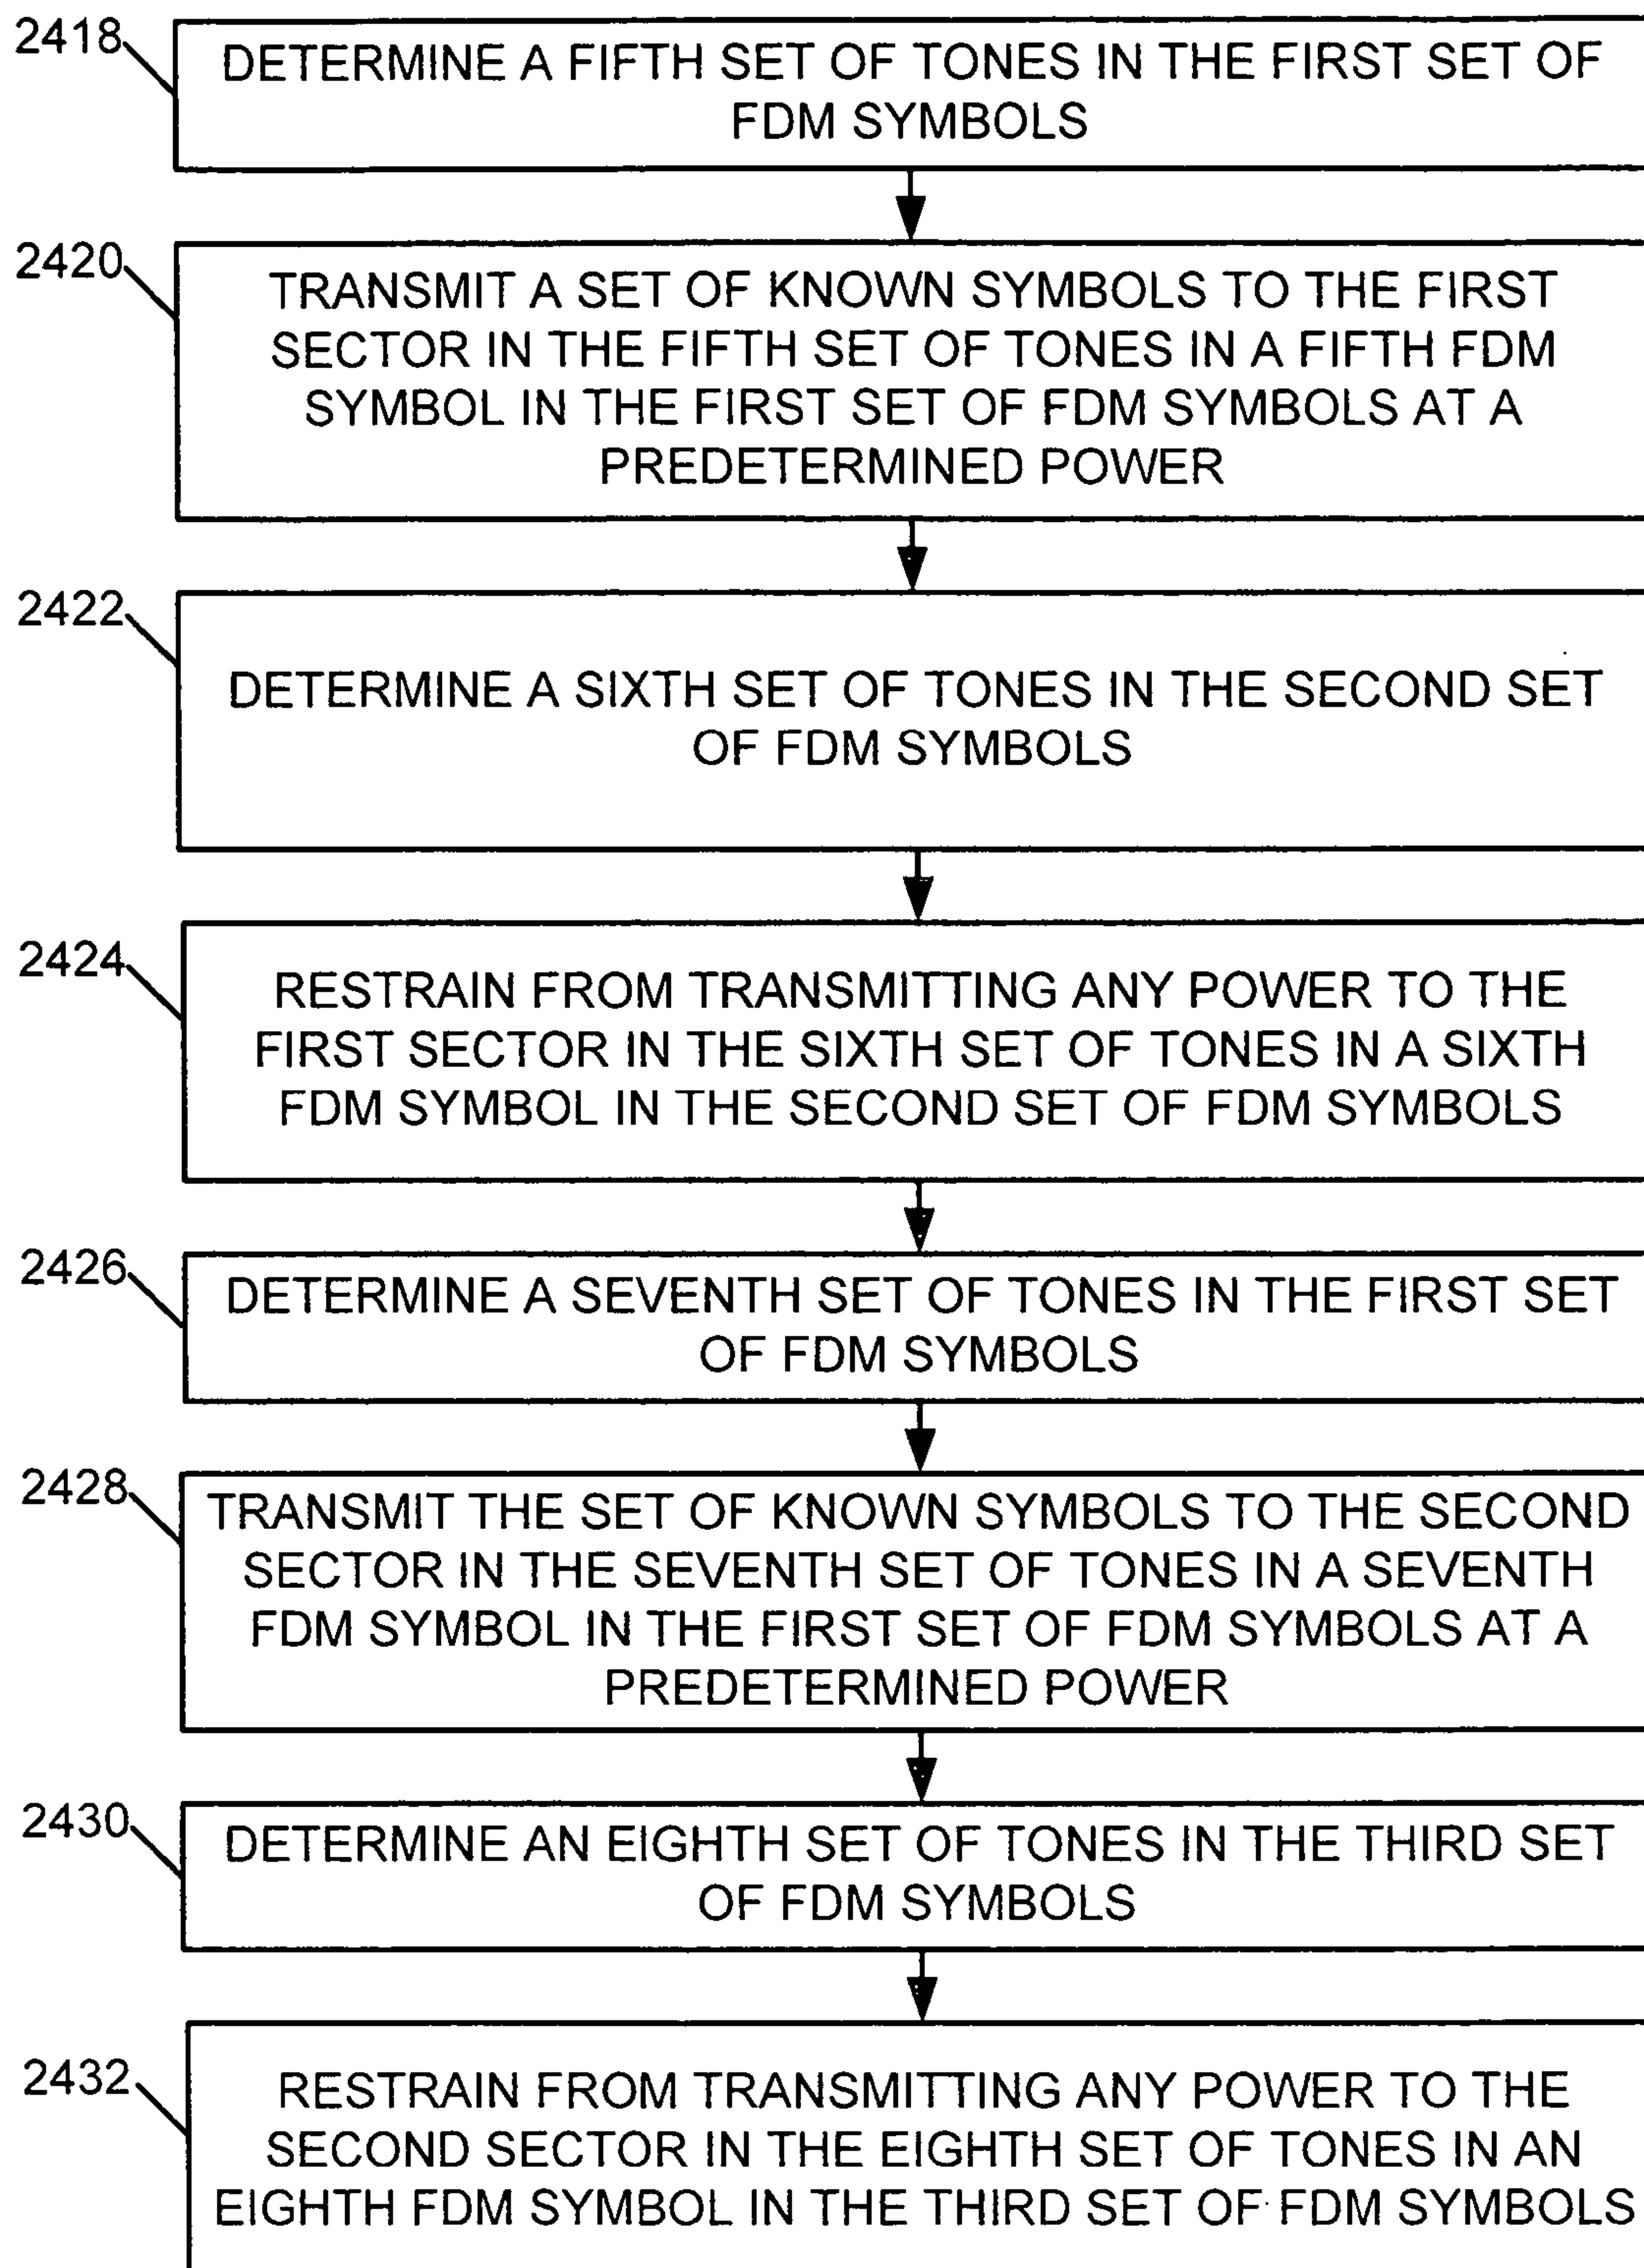 2418
DETERMINE A FIFTH SET OF TONES IN THE FIRST SET OF
FDM SYMBOLS
2420
TRANSMIT A SET OF KNOWN SYMBOLS TO THE FIRST
SECTOR IN THE FIFTH SET OF TONES IN A FIFTH FDM
SYMBOL IN THE FIRST SET OF FDM SYMBOLS AT A
PREDETERMINED POWER
2422
DETERMINE A SIXTH SET OF TONES IN THE SECOND SET
OF FDM SYMBOLS
2424
RESTRAIN FROM TRANSMITTING ANY POWER TO THE
FIRST SECTOR IN THE SIXTH SET OF TONES IN A SIXTH
FDM SYMBOL IN THE SECOND SET OF FDM SYMBOLS
2426
DETERMINE A SEVENTH SET OF TONES IN THE FIRST SET
OF FDM SYMBOLS
2428
TRANSMIT THE SET OF KNOWN SYMBOLS TO THE SECOND
SECTOR IN THE SEVENTH SET OF TONES IN A SEVENTH
FDM SYMBOL IN THE FIRST SET OF FDM SYMBOLS AT A
PREDETERMINED POWER
2430
DETERMINE AN EIGHTH SET OF TONES IN THE THIRD SET
OF FDM SYMBOLS
2432
RESTRAIN FROM TRANSMITTING ANY POWER TO THE
SECOND SECTOR IN THE EIGHTH SET OF TONES IN AN
EIGHTH FDM SYMBOL IN THE THIRD SET OF FDM SYMBOLS